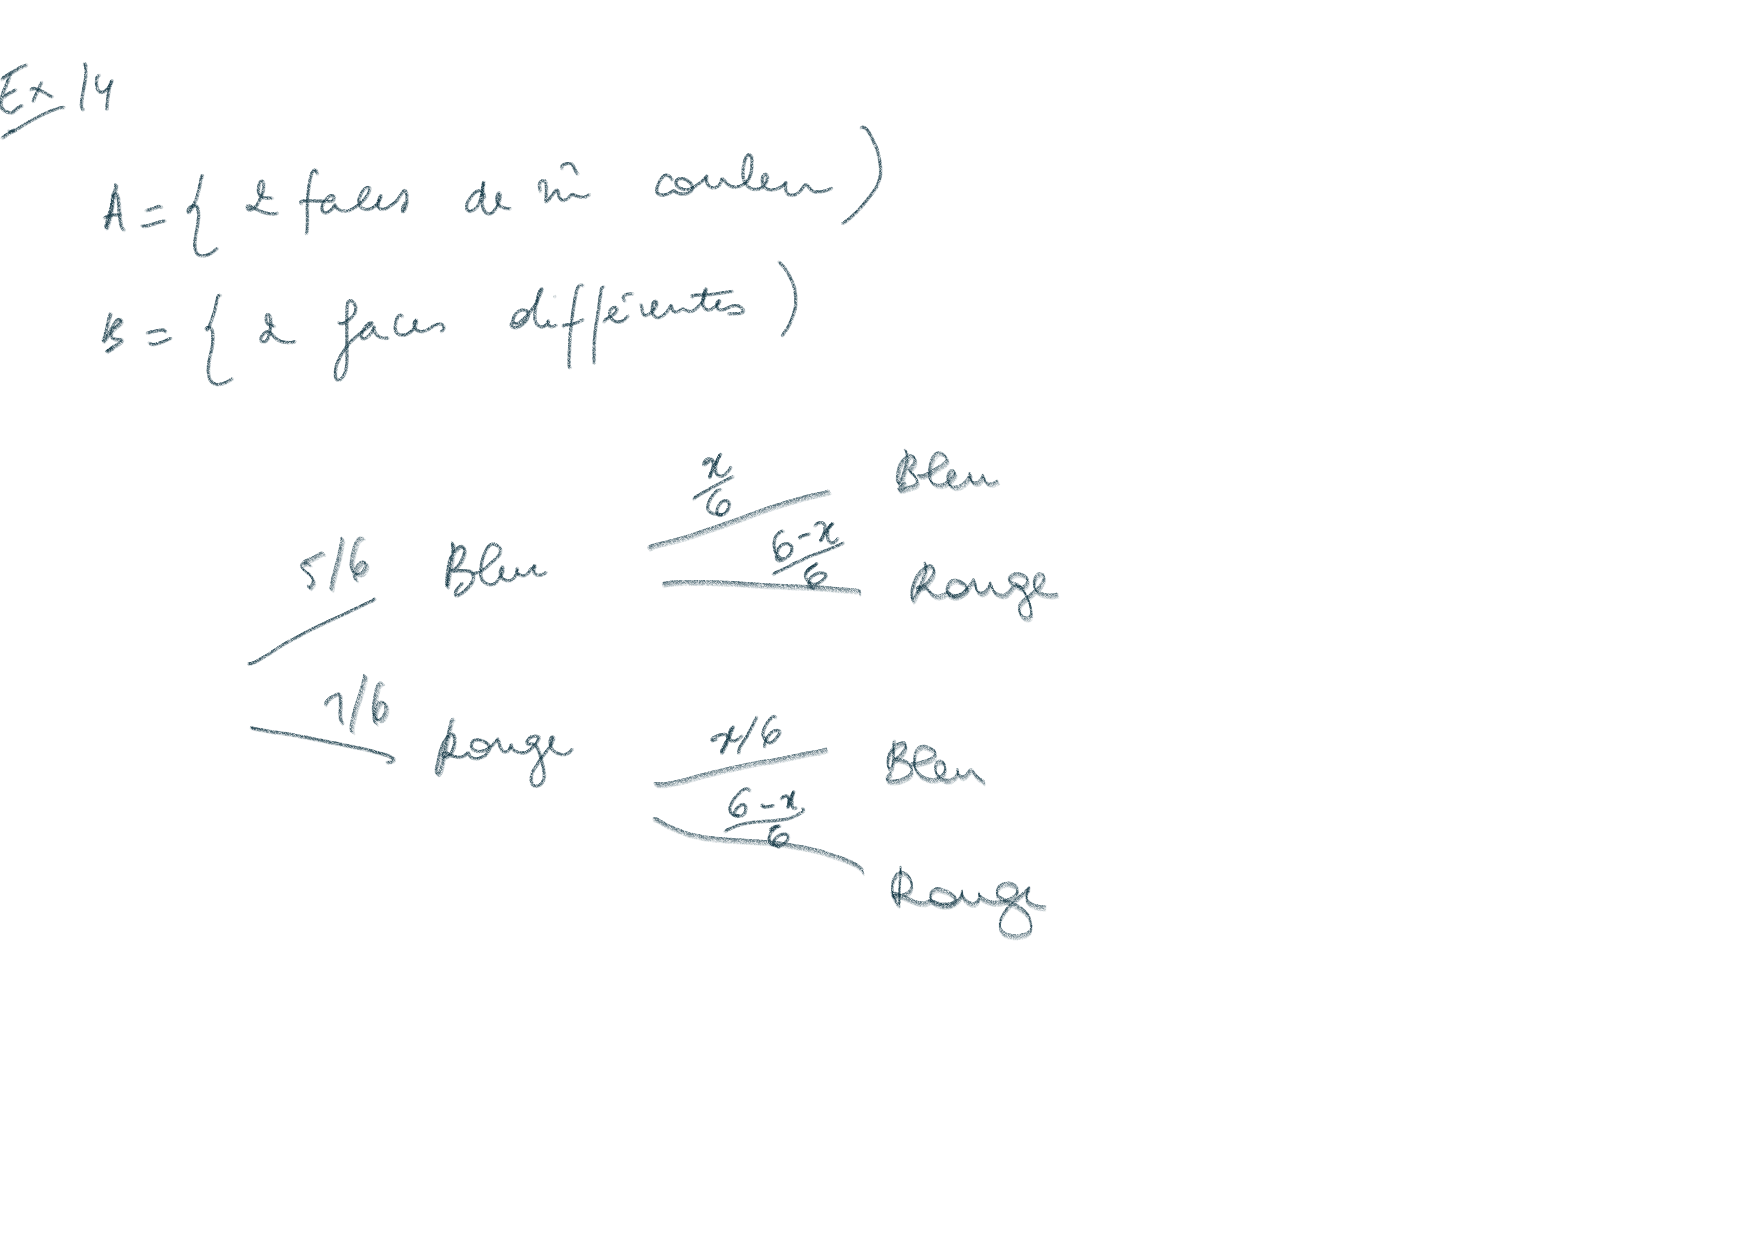 Ex 14
A = { 2 faces de m̂ couleur )
B = { 2 faces différentes )
x/6 Bleu
5/6 Bleu 6-x/6 Rouge
1/6 Rouge x/6 Bleu
6-x/6
Rouge